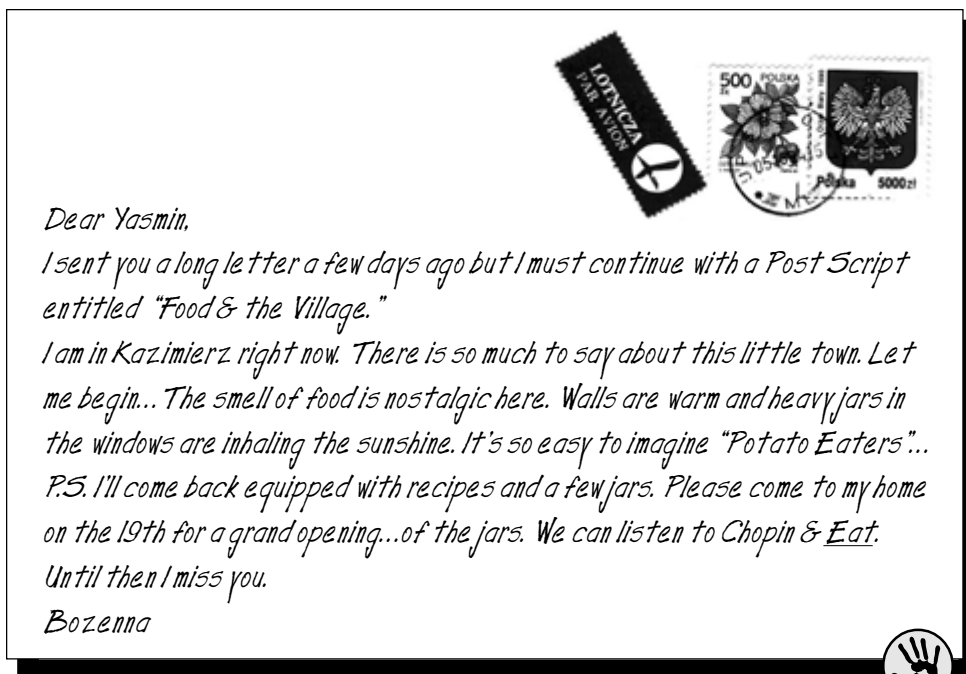 LOTNICZA
PAR AVION
500
zł
POLSKA
Polska 5000 zł
Dear Yasmin,
I sent you a long letter a few days ago but I must continue with a Post Script
entitled "Food & the Village."
I am in Kazimierz right now. There is so much to say about this little town. Let
me begin... The smell of food is nostalgic here. Walls are warm and heavy jars in
the windows are inhaling the sunshine. It's so easy to imagine "Potato Eaters"...
P.S. I'll come back equipped with recipes and a few jars. Please come to my home
on the 19th for a grand opening...of the jars. We can listen to Chopin & Eat.
Until then I miss you.
Bozenna